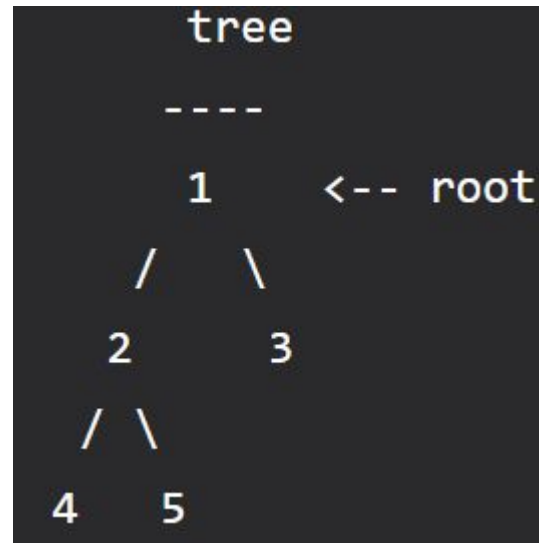 tree
----
1 <-- root
/ \
2 3
/ \
4 5